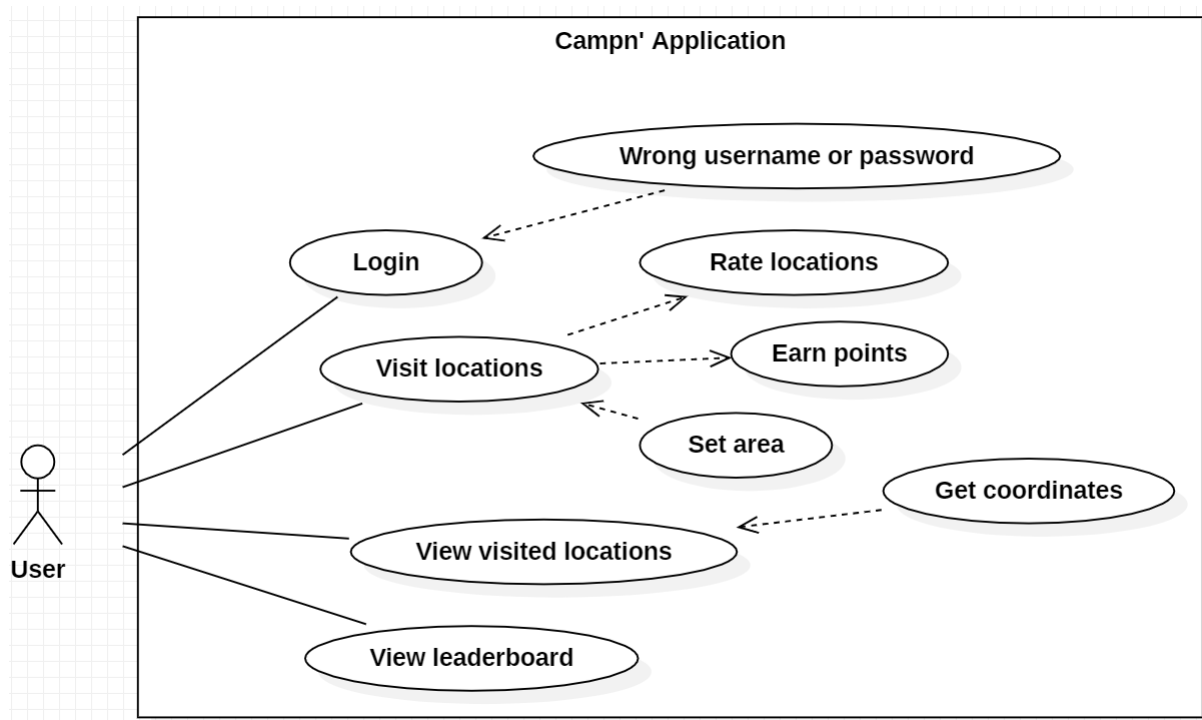 Campn' Application
Wrong username or password
Login
Rate locations
Visit locations
Earn points
Set area
Get coordinates
View visited locations
User
View leaderboard